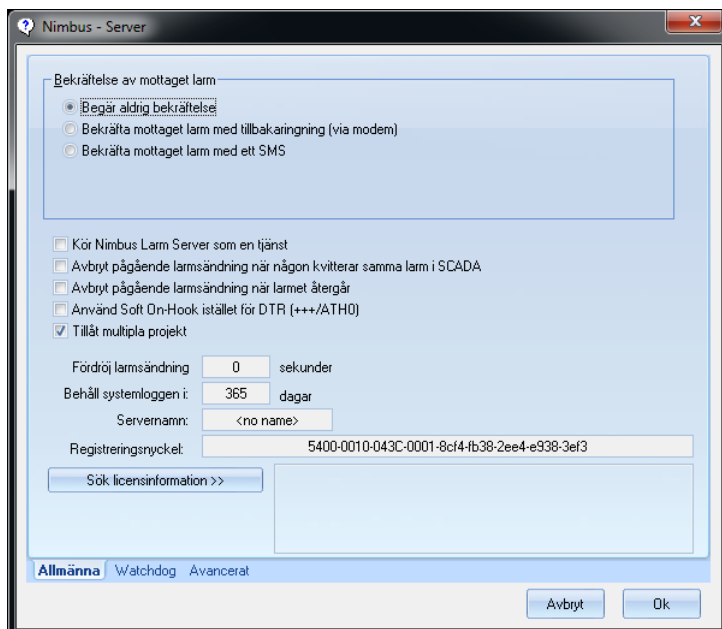 Nimbus - Server
Bekräftelse av mottaget larm
Begär aldrig bekräftelse
Bekräfta mottaget larm med tillbakaringning (via modem)
Bekräfta mottaget larm med ett SMS
Kör Nimbus Larm Server som en tjänst
Avbryt pågående larmsändning när någon kvitterar samma larm i SCADA
Avbryt pågående larmsändning när larmet återgår
Använd Soft On-Hook istället för DTR (+++/ATH0)
Tillåt multipla projekt
Fördröj larmsändning 0 sekunder
Behåll systemloggen i: 365 dagar
Servernamn: <no name>
Registreringsnyckel: 5400-0010-043C-0001-8cf4-fb38-2ee4-e938-3ef3
Sök licensinformation >>
Allmänna Watchdog Avancerat
Avbryt Ok